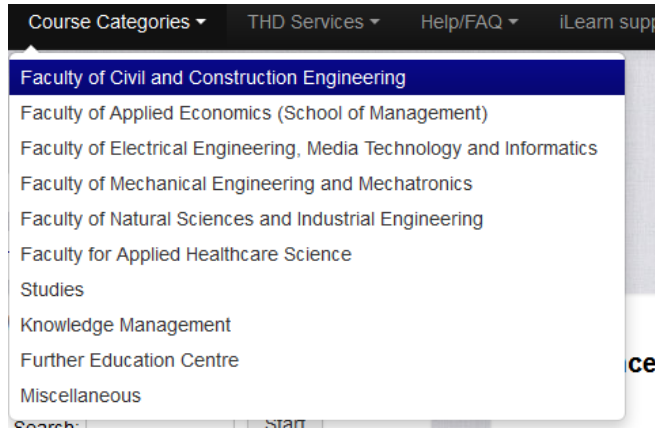 Course Categories THD Services Help/FAQ iLearn
Faculty of Civil and Construction Engineering
Faculty of Applied Economics (School of Management)
Faculty of Electrical Engineering, Media Technology and Informatics
Faculty of Mechanical Engineering and Mechatronics
Faculty of Natural Sciences and Industrial Engineering
Faculty for Applied Healthcare Science
Studies
Knowledge Management
Further Education Centre
Miscellaneous
Search: Start